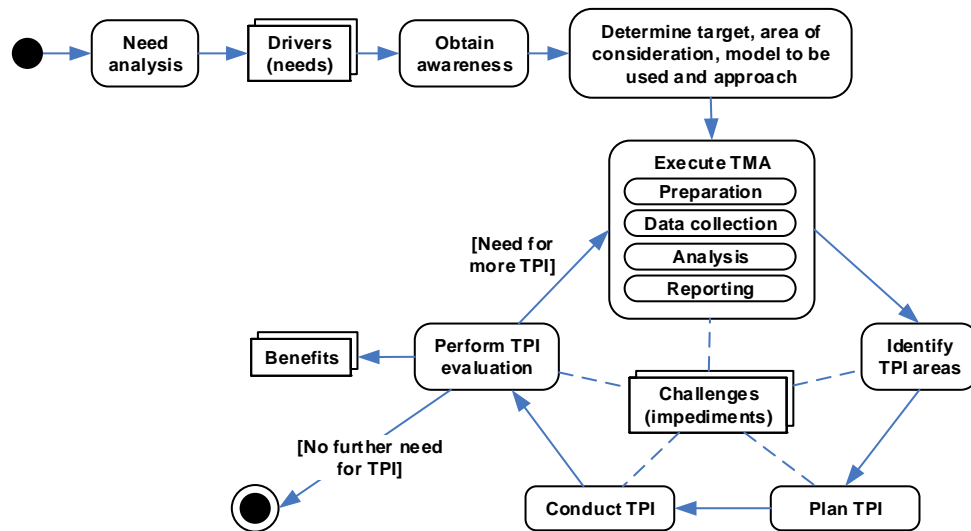 Need
analysis
Drivers
(needs)
Obtain
awareness
Determine target, area of
consideration, model to be
used and approach
Execute TMA
Preparation
Data collection
Analysis
Reporting
[Need for
more TPI]
Benefits
Perform TPI
evaluation
Identify
TPI areas
Challenges
(impediments)
[No further need
for TPI]
Conduct TPI
Plan TPI